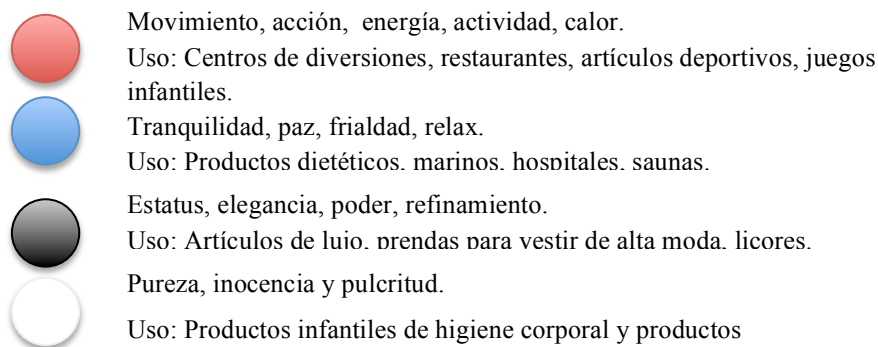 Movimiento, acción, energía, actividad, calor.
Uso: Centros de diversiones, restaurantes, artículos deportivos, juegos
infantiles.
Tranquilidad, paz, frialdad, relax.
Uso: Productos dietéticos, marinos, hospitales, saunas.
Estatus, elegancia, poder, refinamiento.
Uso: Artículos de lujo, prendas para vestir de alta moda, licores.
Pureza, inocencia y pulcritud.
Uso: Productos infantiles de higiene corporal y productos